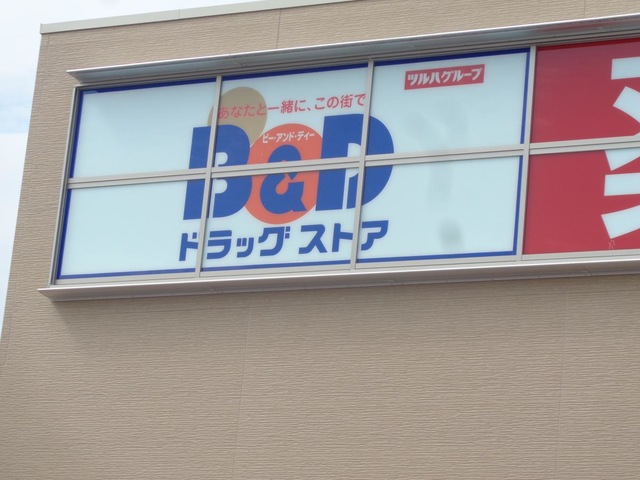 ツルハグループ
あなたと一緒に、この街で
ビー・アンド・ディー
B&D
ドラッグストア